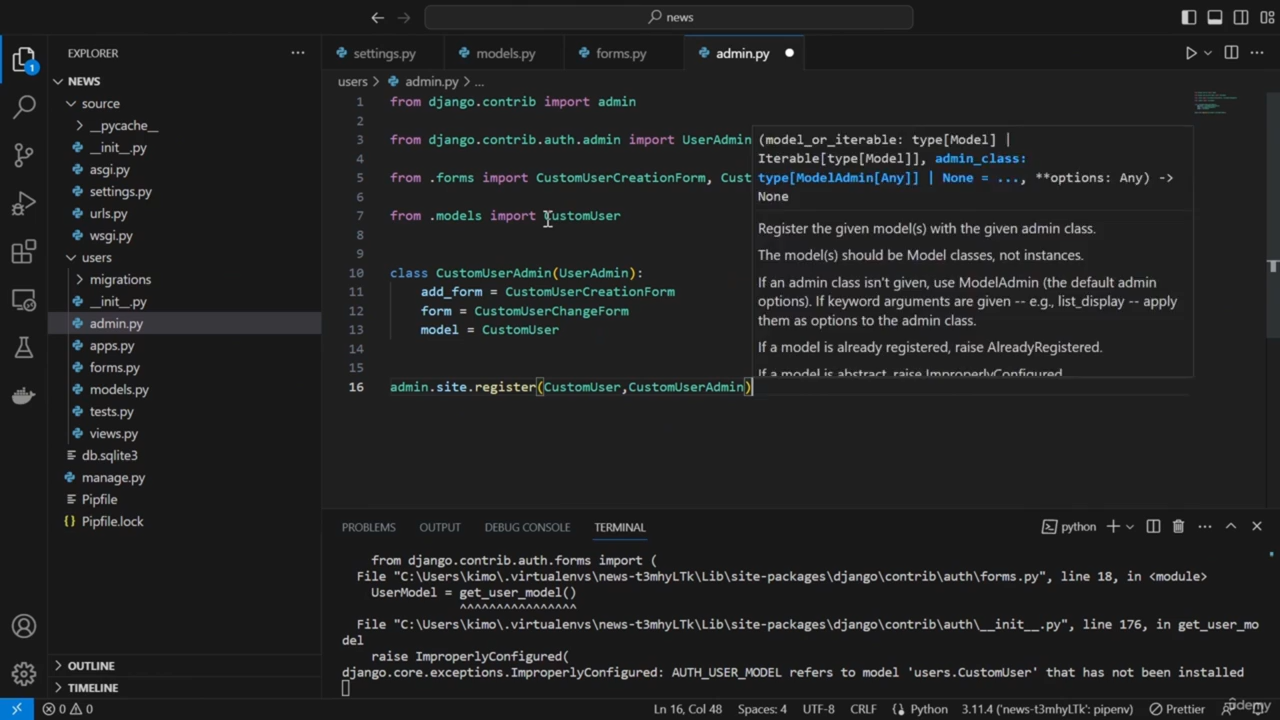 news
EXPLORER
settings.py
models.py
forms.py
admin.py
NEWS
users
admin.py
...
source
__pycache__
__init__.py
asgi.py
settings.py
urls.py
wsgi.py
users
migrations
__init__.py
admin.py
apps.py
forms.py
models.py
tests.py
views.py
db.sqlite3
manage.py
Pipfile
Pipfile.lock
OUTLINE
TIMELINE
1 from django.contrib import admin
2
3 from django.contrib.auth.admin import UserAdmin
4
5 from .forms import CustomUserCreationForm, Cust
6
7 from .models import CustomUser
8
9
10 class CustomUserAdmin(UserAdmin):
11 add_form = CustomUserCreationForm
12 form = CustomUserChangeForm
13 model = CustomUser
14
15
16 admin.site.register(CustomUser,CustomUserAdmin)
(model_or_iterable: type[Model] |
Iterable[type[Model]], admin_class:
type[ModelAdmin[Any]] | None = ..., **options: Any) ->
None
Register the given model(s) with the given admin class.
The model(s) should be Model classes, not instances.
If an admin class isn't given, use ModelAdmin (the default admin
options). If keyword arguments are given -- e.g., list_display -- apply
them as options to the admin class.
If a model is already registered, raise AlreadyRegistered.
If a model is abstract, raise ImproperlyConfigured.
PROBLEMS
OUTPUT
DEBUG CONSOLE
TERMINAL
python
from django.contrib.auth.forms import (
File "C:\Users\kimo\.virtualenvs\news-t3mhyLTk\Lib\site-packages\django\contrib\auth\forms.py", line 18, in <module>
UserModel = get_user_model()
^^^^^^^^^^^^^^^^
File "C:\Users\kimo\.virtualenvs\news-t3mhyLTk\Lib\site-packages\django\contrib\auth\__init__.py", line 176, in get_user_mo
del
raise ImproperlyConfigured(
django.core.exceptions.ImproperlyConfigured: AUTH_USER_MODEL refers to model 'users.CustomUser' that has not been installed
0 0
Ln 16, Col 48
Spaces: 4
UTF-8
CRLF
Python
3.11.4 ('news-t3mhyLTk': pipenv)
Prettier
udemy